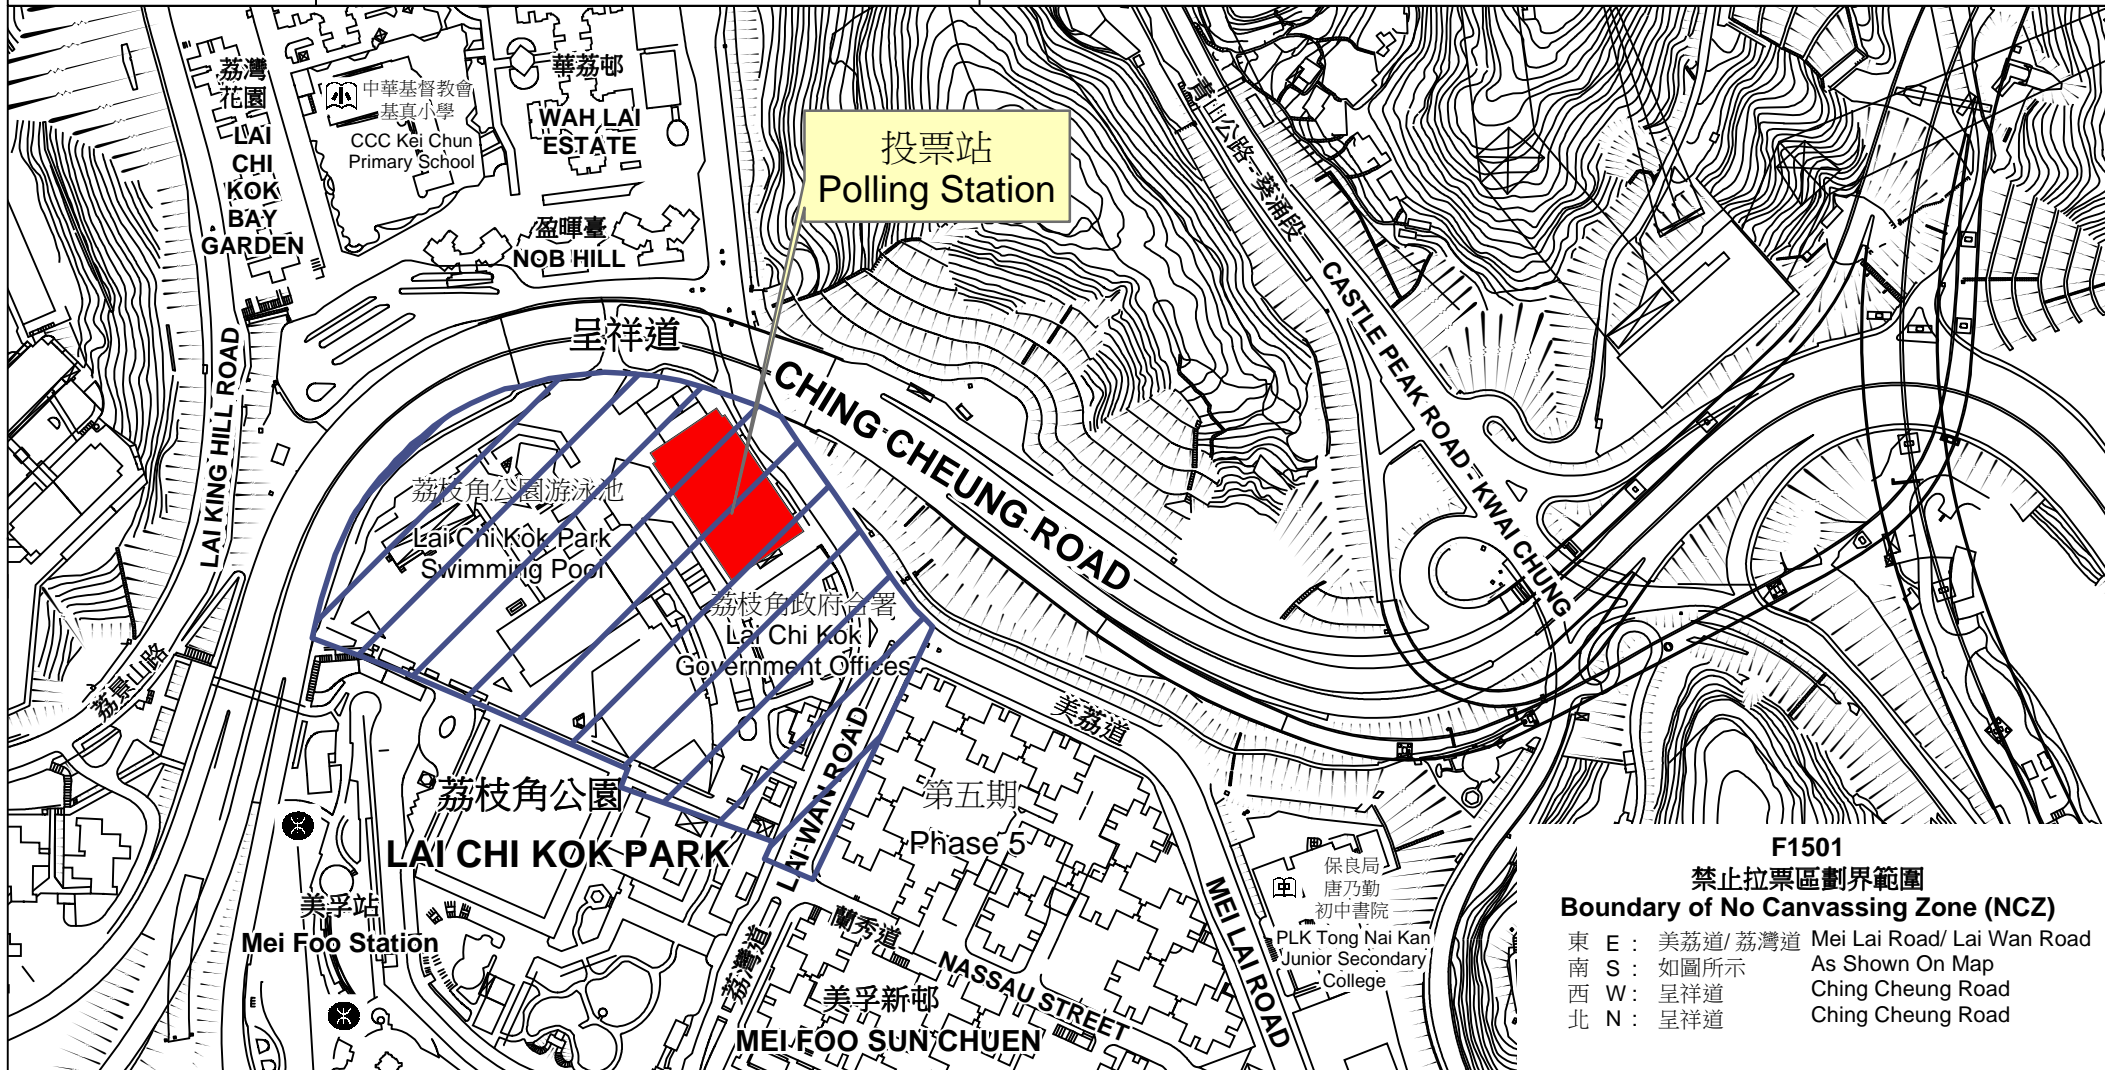 荔灣
花園
LAI
CHI
KOK
BAY
GARDEN
小
中華基督教會
基真小學
CCC Kei Chun
Primary School
華荔邨
WAH LAI
ESTATE
盈暉臺
NOB HILL
投票站
Polling Station
青山公路-葵涌段
CASTLE PEAK ROAD - KWAI CHUNG
呈祥道
CHING CHEUNG ROAD
LAI KING HILL ROAD
荔景山路
荔枝角公園游泳池
Lai Chi Kok Park
Swimming Pool
荔枝角政府合署
Lai Chi Kok
Government Offices
美荔道
MEI LAI ROAD
LAI WAN ROAD
荔灣道
荔枝角公園
LAI CHI KOK PARK
第五期
Phase 5
美孚站
Mei Foo Station
蘭秀道
NASSAU STREET
美孚新邨
MEI FOO SUN CHUEN
中
保良局
唐乃勤
初中書院
PLK Tong Nai Kan
Junior Secondary
College
F1501
禁止拉票區劃界範圍
Boundary of No Canvassing Zone (NCZ)
東 E : 美荔道/ 荔灣道 Mei Lai Road/ Lai Wan Road
南 S : 如圖所示 As Shown On Map
西 W : 呈祥道 Ching Cheung Road
北 N : 呈祥道 Ching Cheung Road